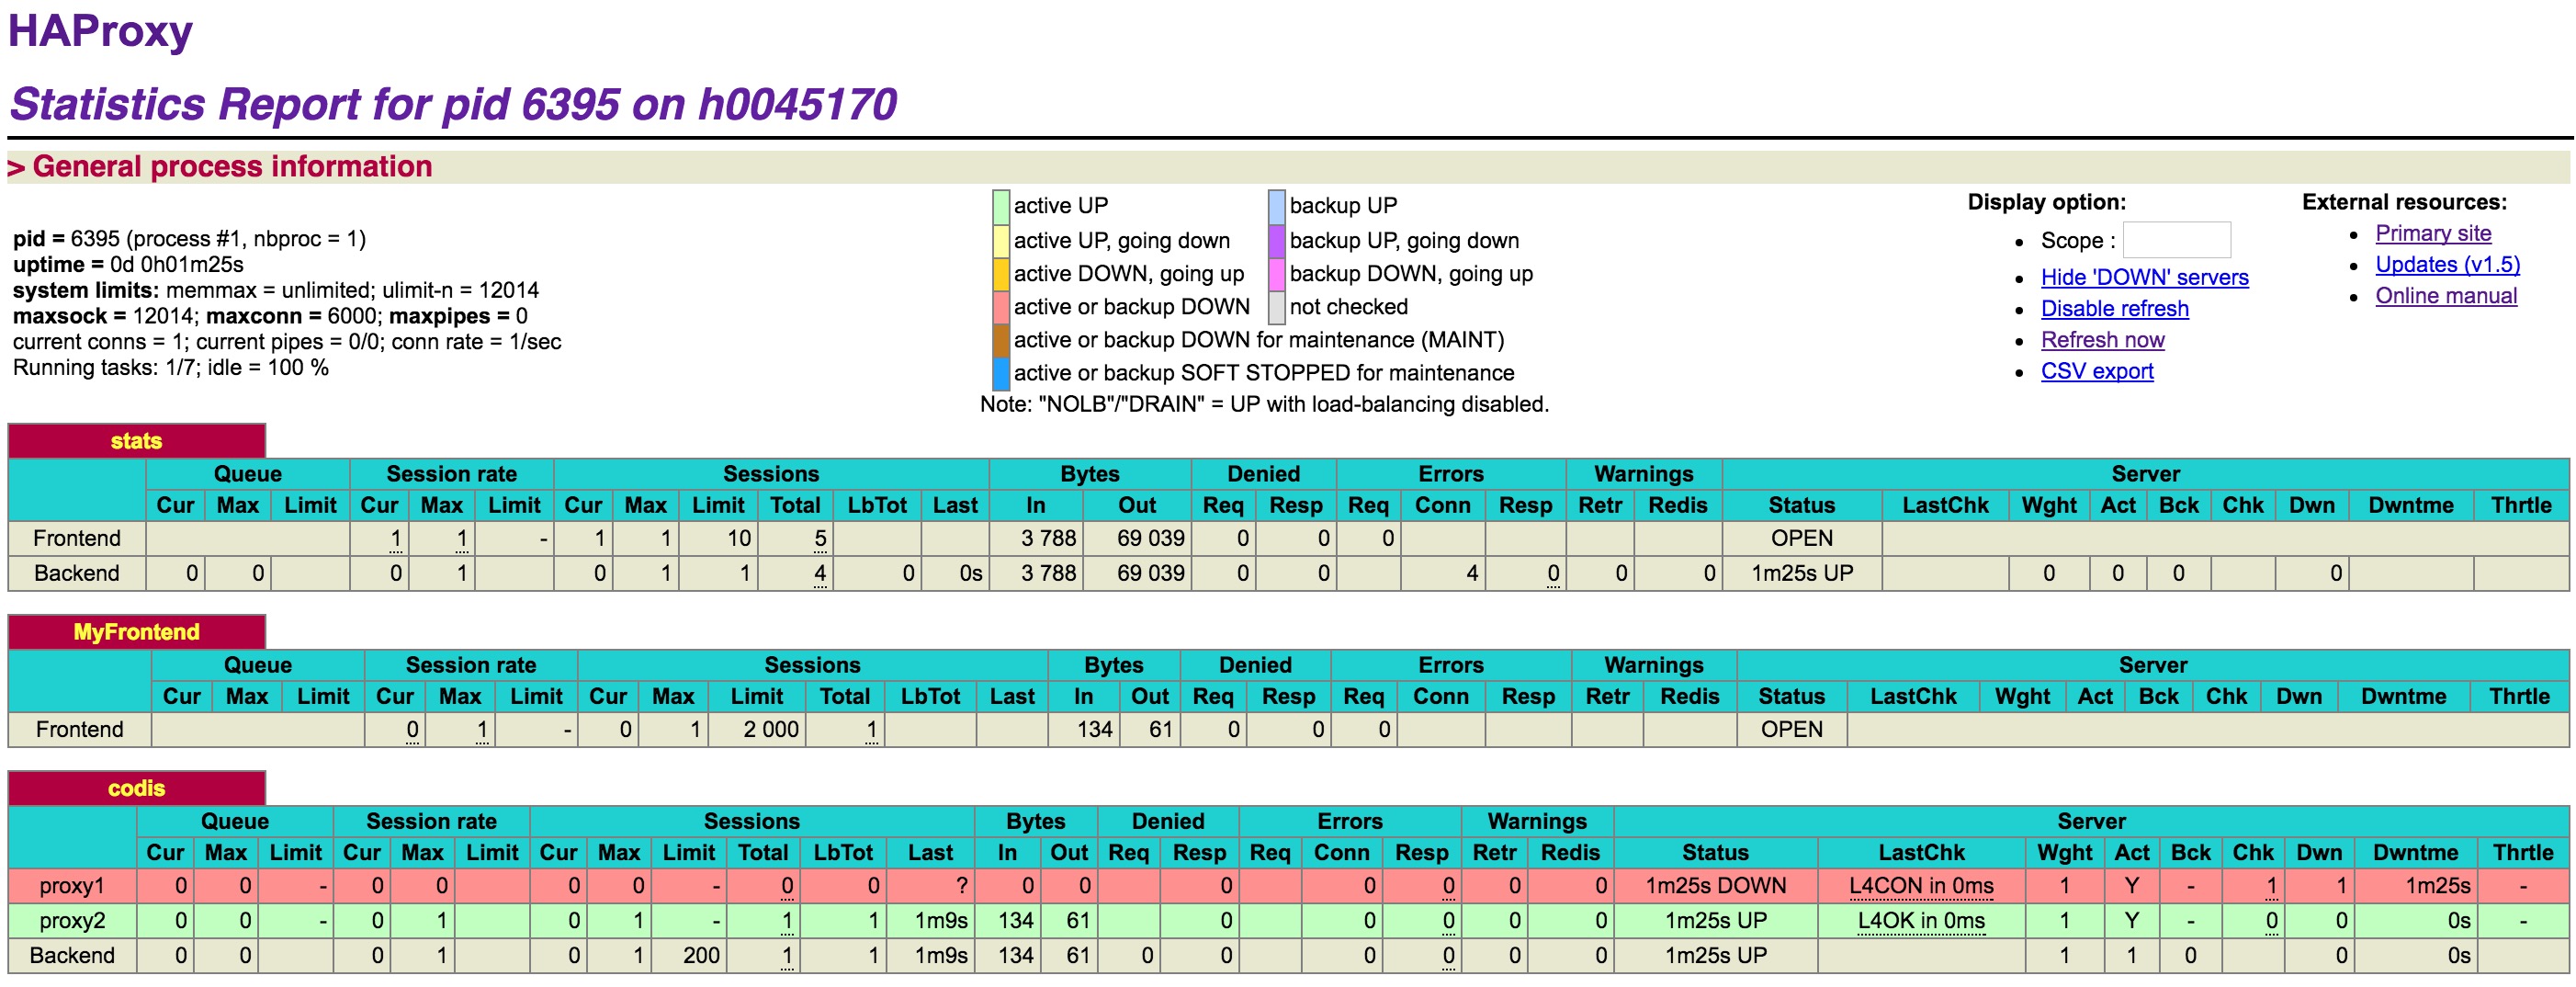 HAProxy
Statistics Report for pid 6395 on h0045170
> General process information
pid = 6395 (process #1, nbproc = 1)
uptime = 0d 0h01m25s
system limits: memmax = unlimited; ulimit-n = 12014
maxsock = 12014; maxconn = 6000; maxpipes = 0
current conns = 1; current pipes = 0/0; conn rate = 1/sec
Running tasks: 1/7; idle = 100 %
active UP backup UP
active UP, going down backup UP, going down
active DOWN, going up backup DOWN, going up
active or backup DOWN not checked
active or backup DOWN for maintenance (MAINT)
active or backup SOFT STOPPED for maintenance
Note: "NOLB"/"DRAIN" = UP with load-balancing disabled.
Display option:
• Scope :
• Hide 'DOWN' servers
• Disable refresh
• Refresh now
• CSV export
External resources:
• Primary site
• Updates (v1.5)
• Online manual
stats
Queue Session rate Sessions Bytes Denied Errors Warnings Server
Cur Max Limit Cur Max Limit Cur Max Limit Total LbTot Last In Out Req Resp Req Conn Resp Retr Redis Status LastChk Wght Act Bck Chk Dwn Dwntme Thrtle
Frontend 1 1 - 1 1 10 5 3 788 69 039 0 0 0 OPEN
Backend 0 0 0 1 0 1 1 4 0 0s 3 788 69 039 0 0 4 0 0 0 1m25s UP 0 0 0 0
MyFrontend
Queue Session rate Sessions Bytes Denied Errors Warnings Server
Cur Max Limit Cur Max Limit Cur Max Limit Total LbTot Last In Out Req Resp Req Conn Resp Retr Redis Status LastChk Wght Act Bck Chk Dwn Dwntme Thrtle
Frontend 0 1 - 0 1 2 000 1 134 61 0 0 0 OPEN
codis
Queue Session rate Sessions Bytes Denied Errors Warnings Server
Cur Max Limit Cur Max Limit Cur Max Limit Total LbTot Last In Out Req Resp Req Conn Resp Retr Redis Status LastChk Wght Act Bck Chk Dwn Dwntme Thrtle
proxy1 0 0 - 0 0 0 0 - 0 0 ? 0 0 0 0 0 0 0 1m25s DOWN L4CON in 0ms 1 Y - 1 1 1m25s -
proxy2 0 0 - 0 1 0 1 - 1 1 1m9s 134 61 0 0 0 0 0 1m25s UP L4OK in 0ms 1 Y - 0 0 0s -
Backend 0 0 0 1 0 1 200 1 1 1m9s 134 61 0 0 0 0 0 0 1m25s UP 1 1 0 0 0s